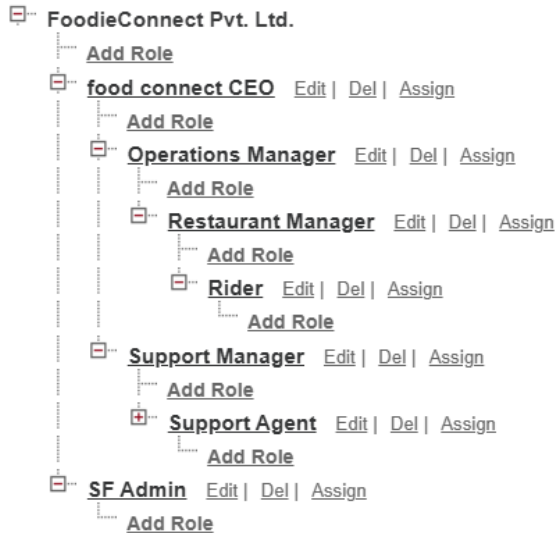 FoodieConnect Pvt. Ltd.
Add Role
food connect CEO Edit | Del | Assign
Add Role
Operations Manager Edit | Del | Assign
Add Role
Restaurant Manager Edit | Del | Assign
Add Role
Rider Edit | Del | Assign
Add Role
Support Manager Edit | Del | Assign
Add Role
Support Agent Edit | Del | Assign
Add Role
SF Admin Edit | Del | Assign
Add Role